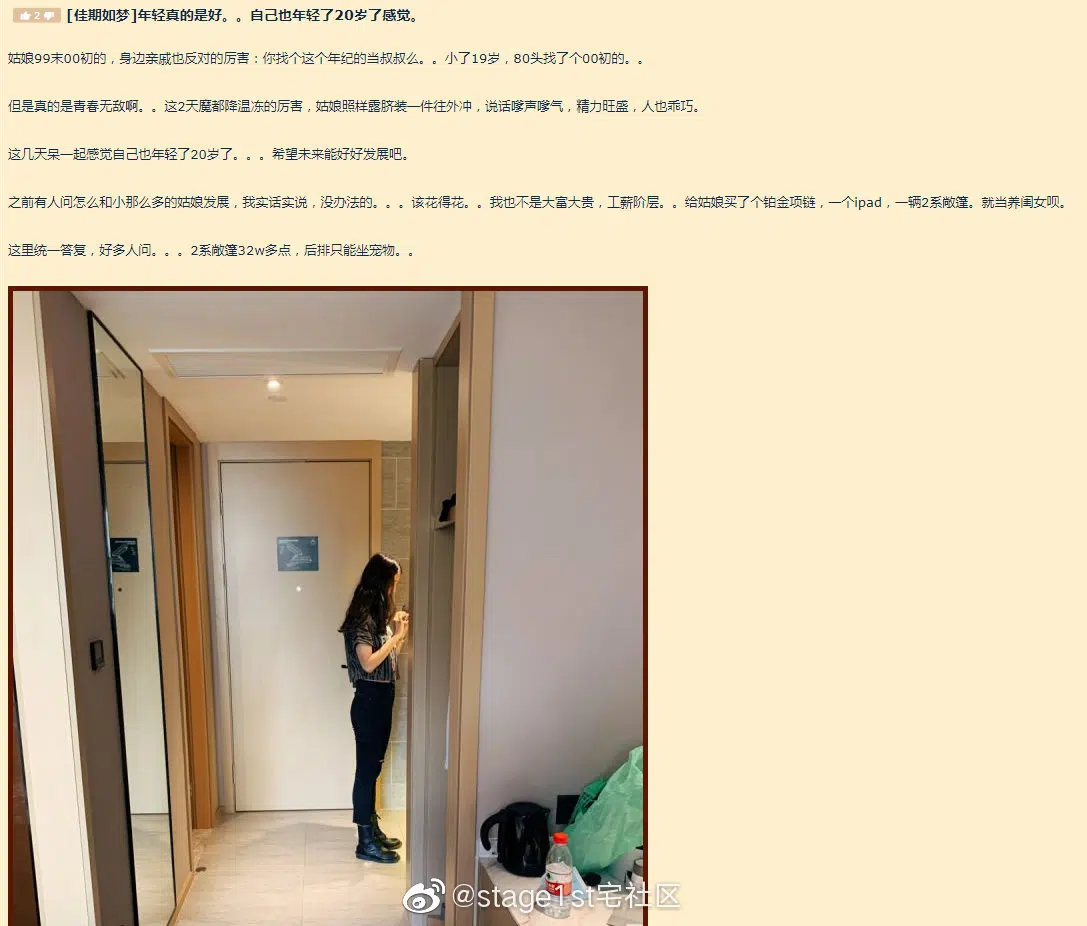 2
[佳期如梦]年轻真的是好。。自己也年轻了20岁了感觉。
姑娘99末00初的，身边亲戚也反对的厉害：你找个这个年纪的当叔叔么。。小了19岁，80头找了个00初的。。
但是真的是青春无敌啊。。这2天魔都降温冻的厉害，姑娘照样露脐装一件往外冲，说话嗲声嗲气，精力旺盛，人也乖巧。
这几天呆一起感觉自己也年轻了20岁了。。。希望未来能好好发展吧。
之前有人问怎么和小那么多的姑娘发展，我实话实说，没办法的。。。该花得花。。我也不是大富大贵，工薪阶层。。给姑娘买了个铂金项链，一个ipad，一辆2系敞篷。就当养闺女呗。
这里统一答复，好多人问。。。2系敞篷32w多点，后排只能坐宠物。。
@stage1st宅社区